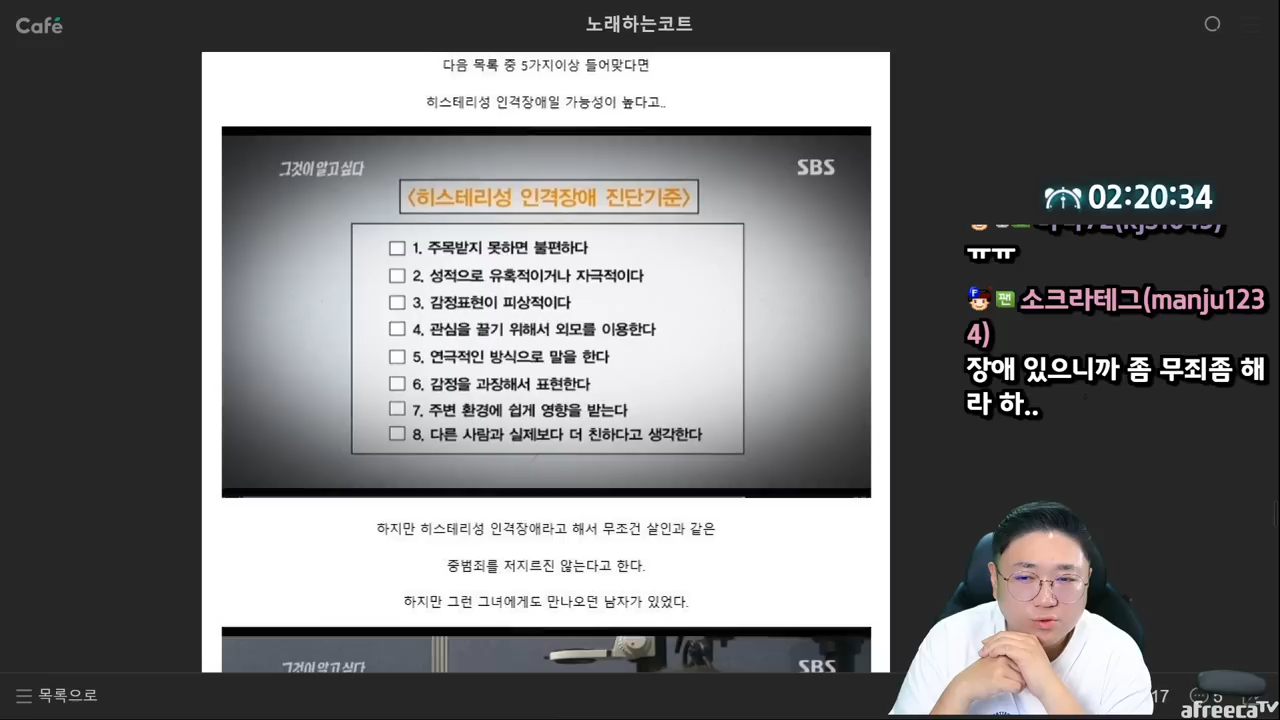 Café
노래하는코트
다음 목록 중 5가지이상 들어맞다면
히스테리성 인격장애일 가능성이 높다고..
그것이 알고싶다
SBS
<히스테리성 인격장애 진단기준>
1. 주목받지 못하면 불편하다
2. 성적으로 유혹적이거나 자극적이다
3. 감정표현이 피상적이다
4. 관심을 끌기 위해서 외모를 이용한다
5. 연극적인 방식으로 말을 한다
6. 감정을 과장해서 표현한다
7. 주변 환경에 쉽게 영향을 받는다
8. 다른 사람과 실제보다 더 친하다고 생각한다
하지만 히스테리성 인격장애라고 해서 무조건 살인과 같은
중범죄를 저지르진 않는다고 한다.
하지만 그런 그녀에게도 만나오던 남자가 있었다.
그것이 알고싶다
SBS
02:20:34
ㅠㅠ
팬 소크라테그(manju123
4)
장애 있으니까 좀 무죄좀 해
라 하..
목록으로
17
5
afreecaTV